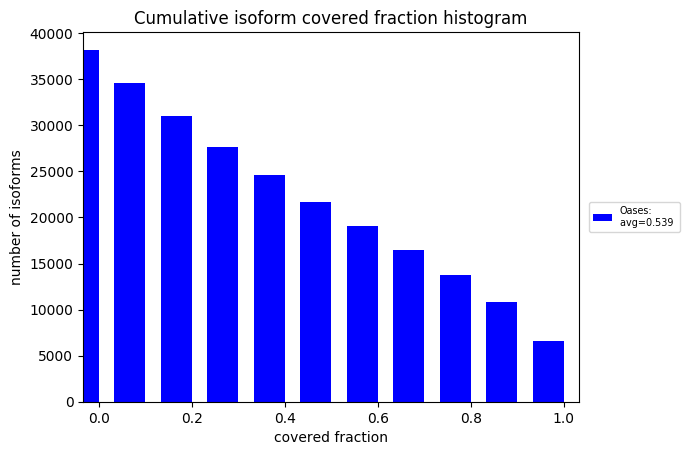 Cumulative isoform covered fraction histogram
40000
35000
30000
25000
20000
15000
10000
5000
0
number of isoforms
0.0 0.2 0.4 0.6 0.8 1.0
covered fraction
Oases:
avg=0.539